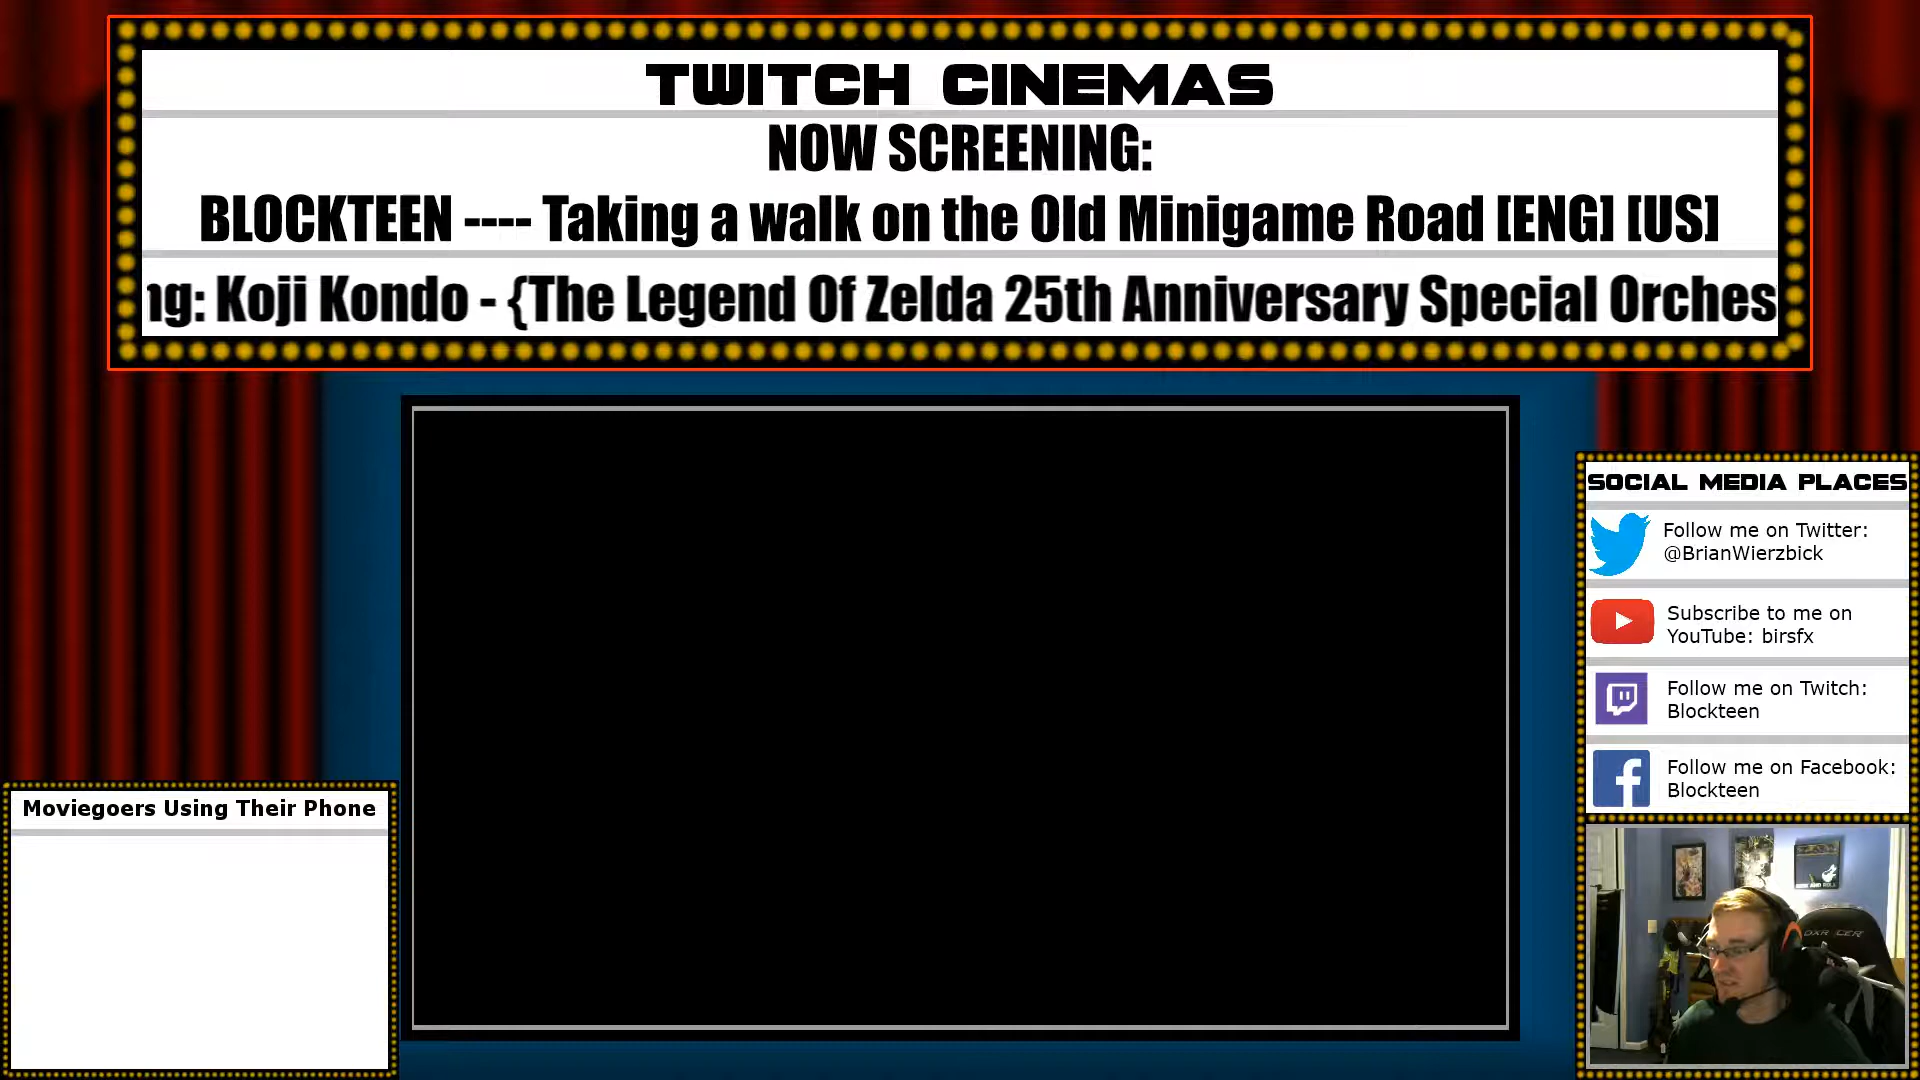 TWITCH CINEMAS
NOW SCREENING:
BLOCKTEEN ---- Taking a walk on the Old Minigame Road [ENG] [US]
ng: Koji Kondo - {The Legend Of Zelda 25th Anniversary Special Orches
SOCIAL MEDIA PLACES
Follow me on Twitter:
@BrianWierzbick
Subscribe to me on
YouTube: birsfx
Follow me on Twitch:
Blockteen
Follow me on Facebook:
Blockteen
Moviegoers Using Their Phone